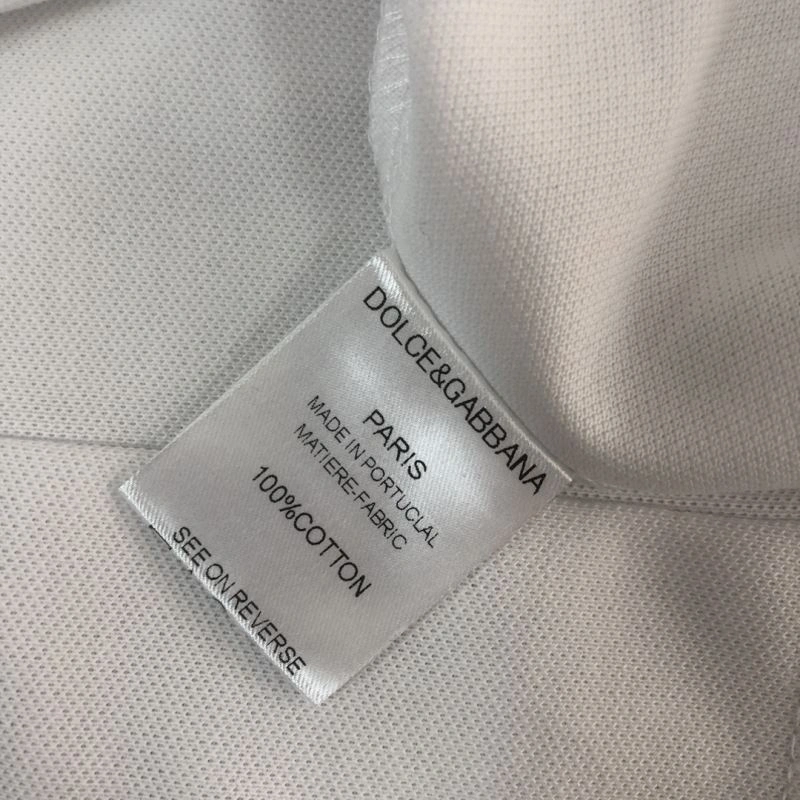 DOLCE&GABBANA
PARIS
MADE IN PORTUCLAL
MATIERE-FABRIC
100%COTTON
SEE ON REVERSE